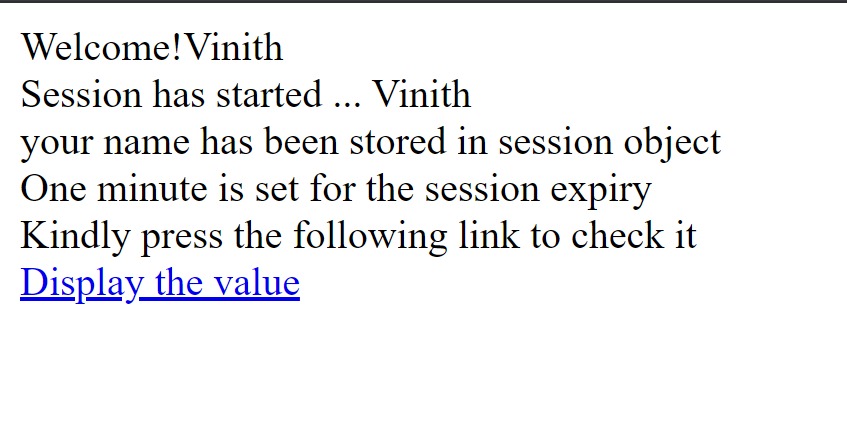 Welcome!Vinith
Session has started ... Vinith
your name has been stored in session object
One minute is set for the session expiry
Kindly press the following link to check it
Display the value